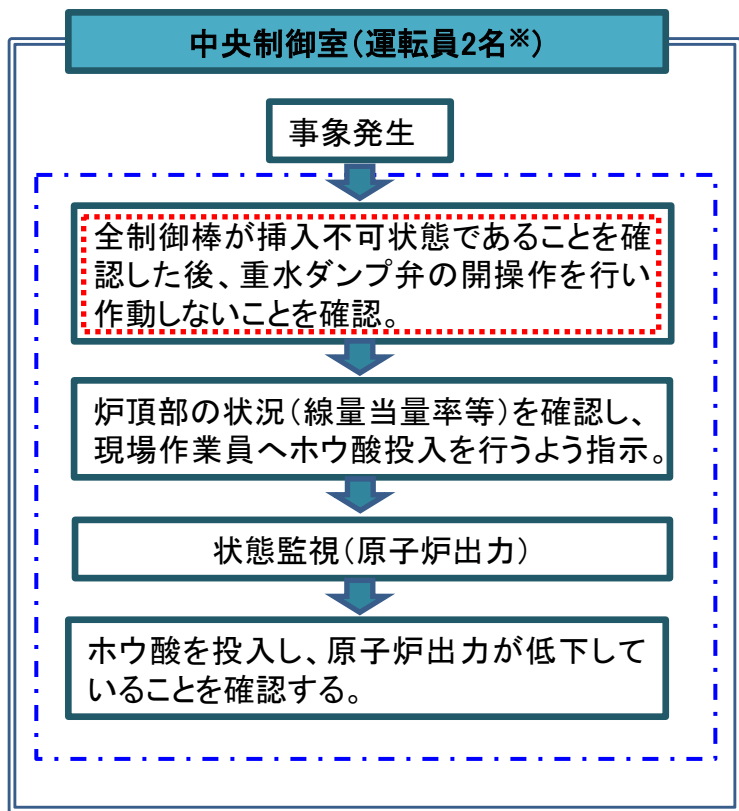 中央制御室(運転員2名※)
事象発生
全制御棒が挿入不可状態であることを確
認した後、重水ダンプ弁の開操作を行い
作動しないことを確認。
炉頂部の状況(線量当量率等)を確認し、
現場作業員へホウ酸投入を行うよう指示。
状態監視(原子炉出力)
ホウ酸を投入し、原子炉出力が低下して
いることを確認する。